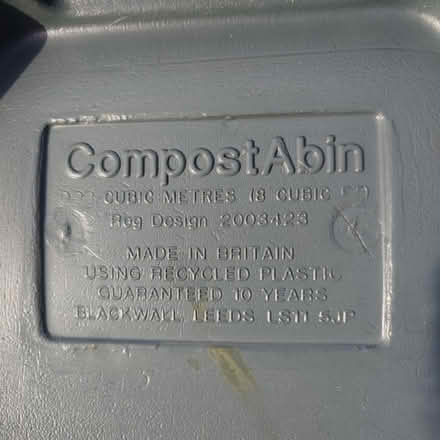 CompostAbin
CUBIC METRES (8 CUBIC
Reg Design 2003423
MADE IN BRITAIN
USING RECYCLED PLASTIC
GUARANTEED 10 YEARS
BLACKWALL LEEDS LS11 5JP